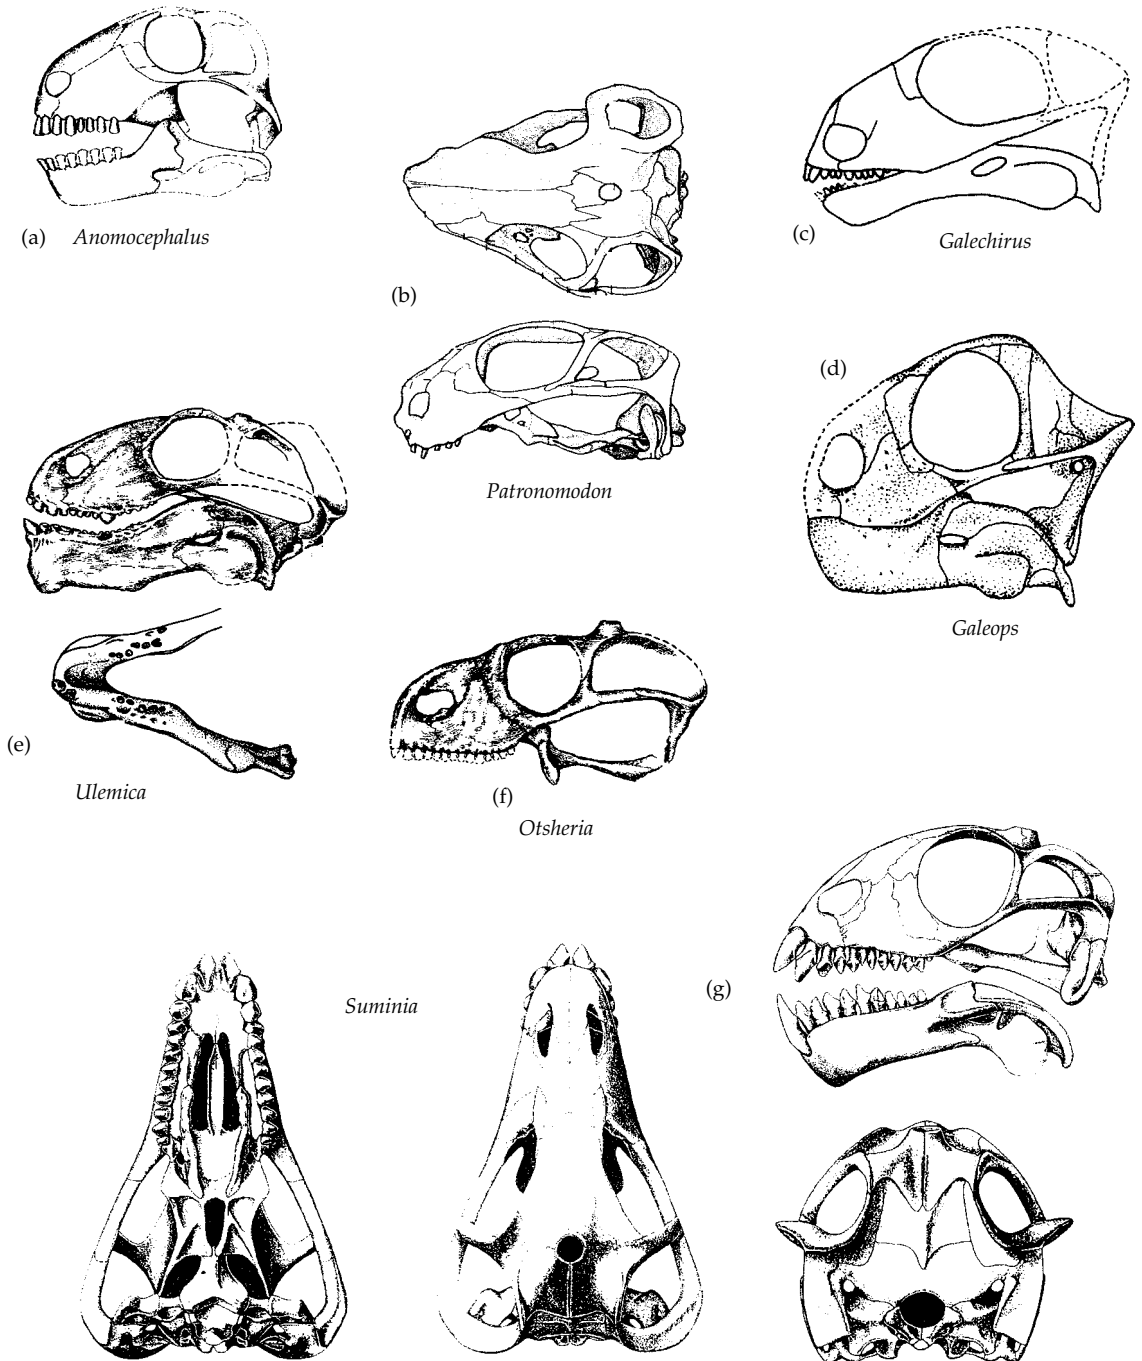 (a) Anomocephalus
(b)
Patronomodon
(c)
Galechirus
(d)
Galeops
(e)
Ulemica
(f)
Otsheria
Suminia
(g)